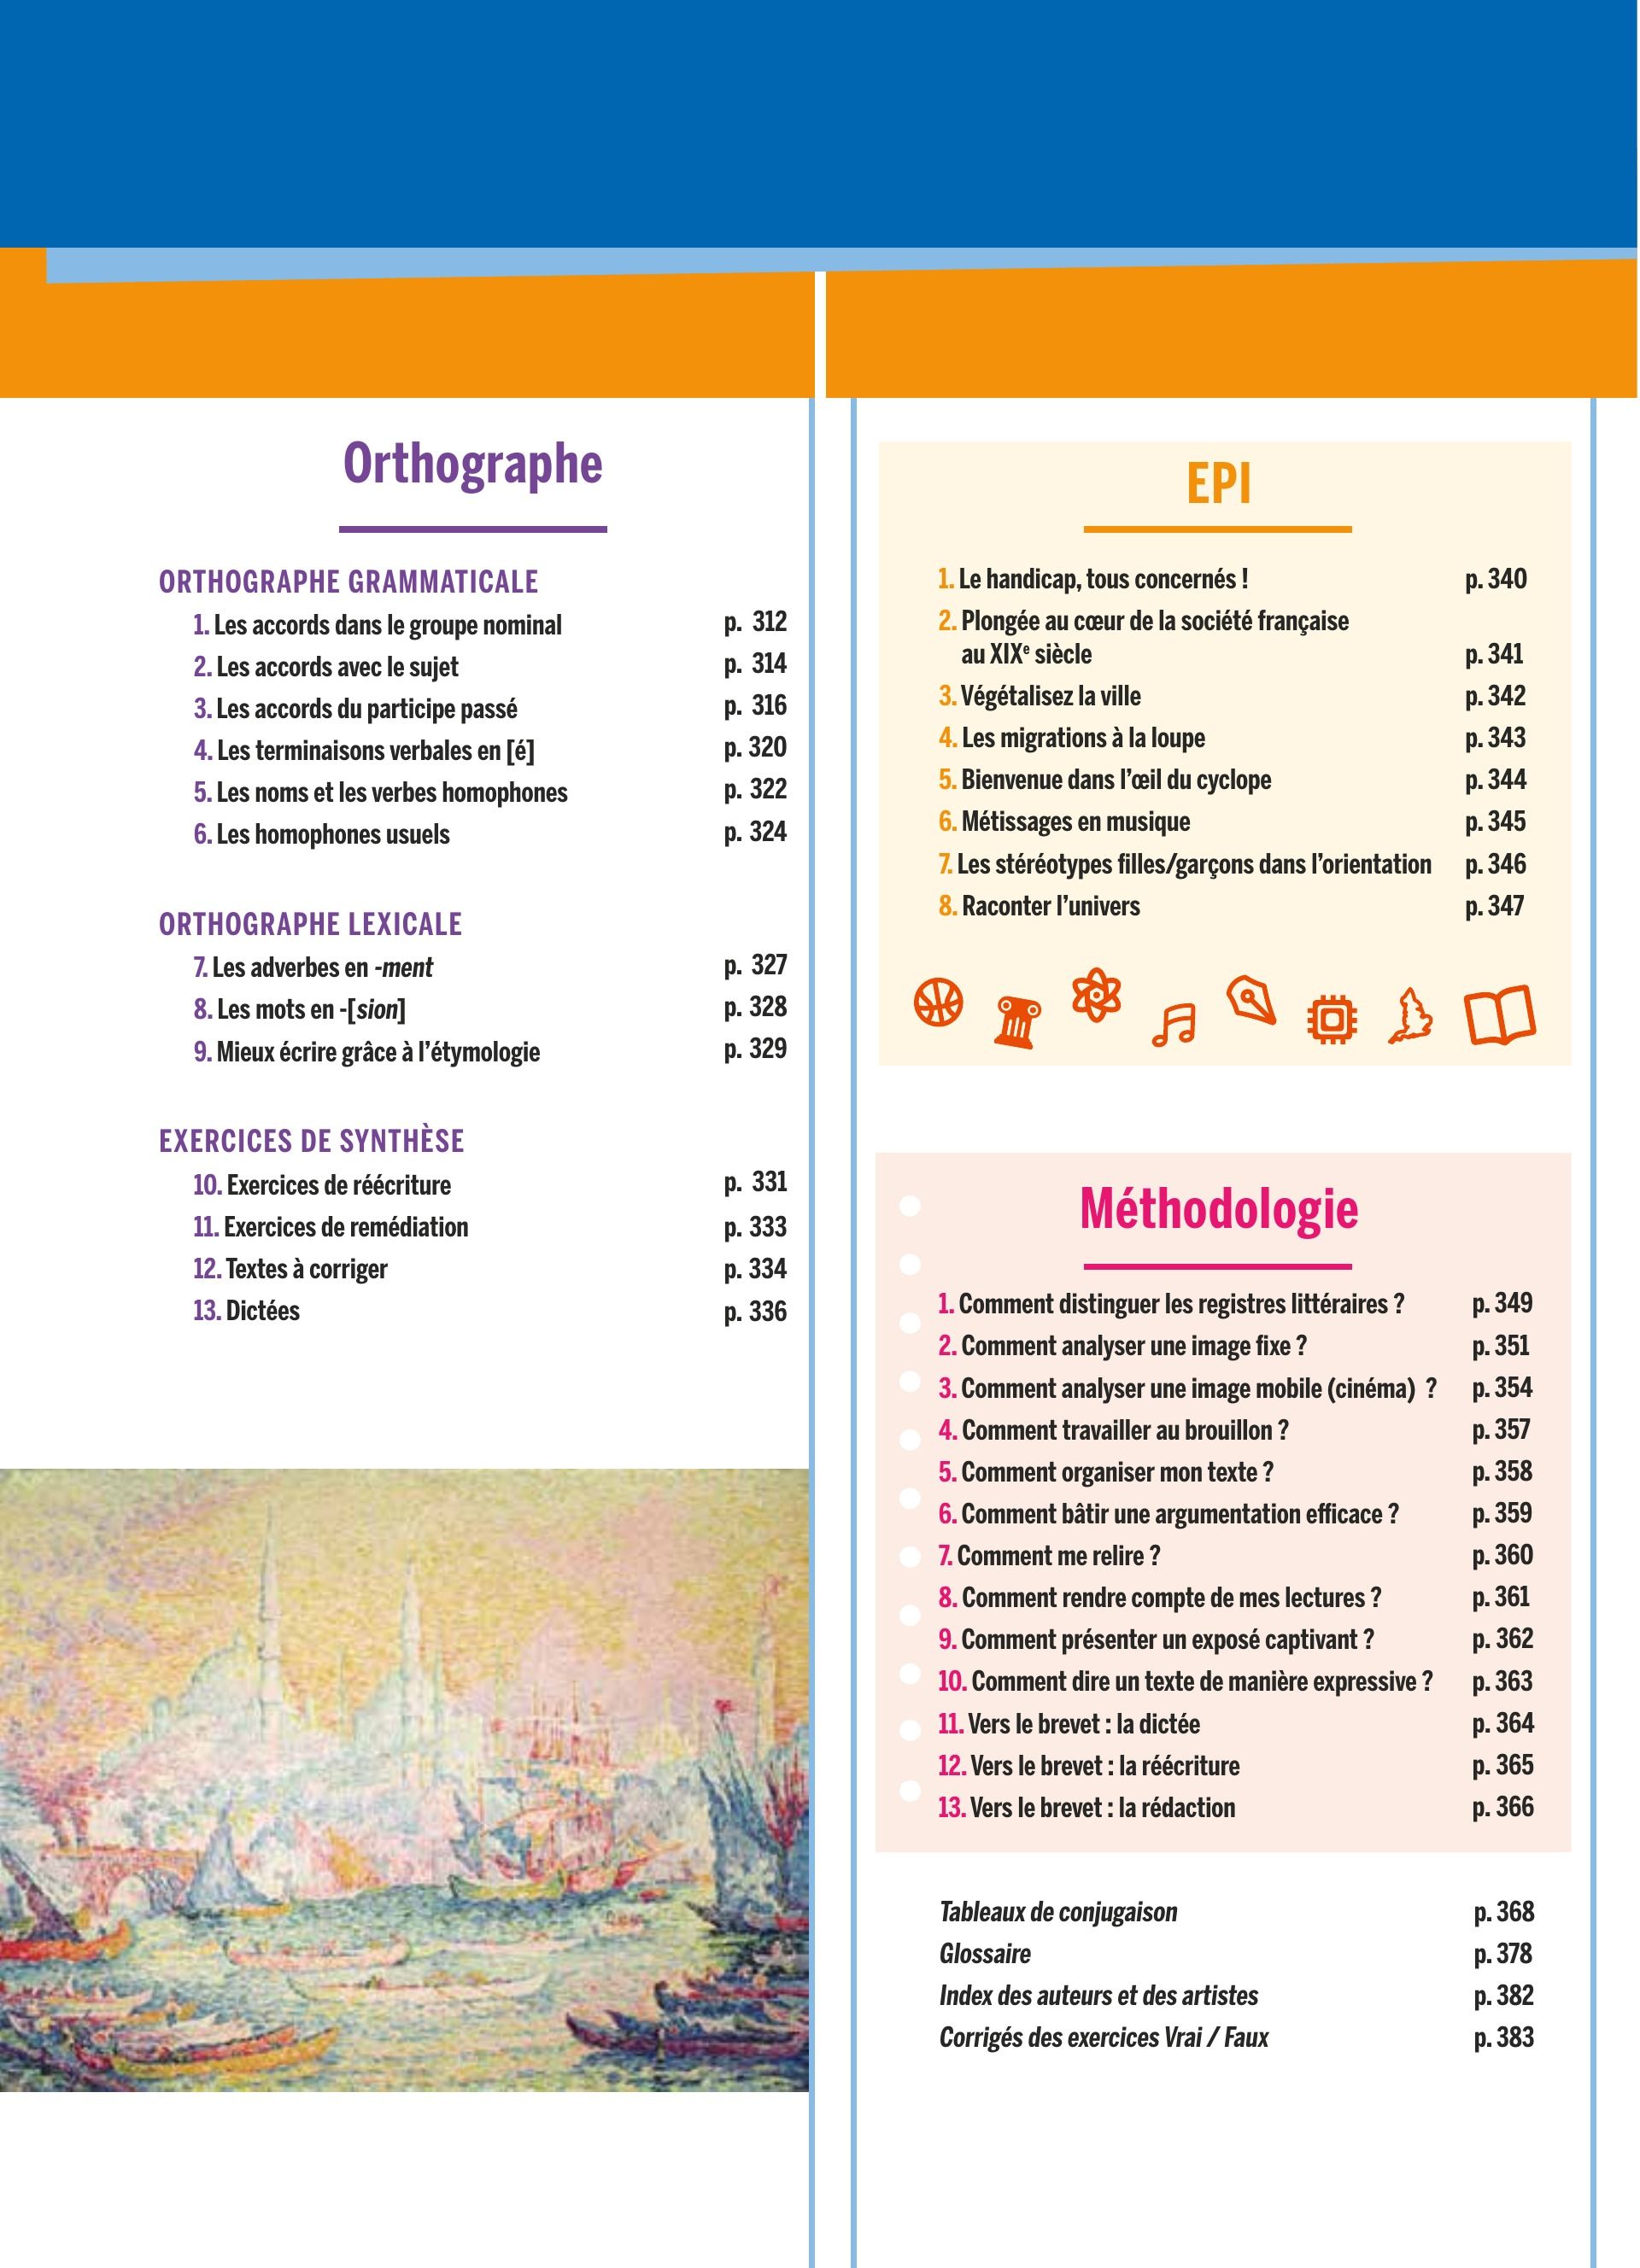 Orthographe
ORTHOGRAPHE GRAMMATICALE
1. Les accords dans le groupe nominal p. 312
2. Les accords avec le sujet p. 314
3. Les accords du participe passé p. 316
4. Les terminaisons verbales en [é] p. 320
5. Les noms et les verbes homophones p. 322
6. Les homophones usuels p. 324
ORTHOGRAPHE LEXICALE
7. Les adverbes en -ment p. 327
8. Les mots en -[sion] p. 328
9. Mieux écrire grâce à l’étymologie p. 329
EXERCICES DE SYNTHÈSE
10. Exercices de réécriture p. 331
11. Exercices de remédiation p. 333
12. Textes à corriger p. 334
13. Dictées p. 336
EPI
1. Le handicap, tous concernés ! p. 340
2. Plongée au cœur de la société française
au XIXe siècle p. 341
3. Végétalisez la ville p. 342
4. Les migrations à la loupe p. 343
5. Bienvenue dans l’œil du cyclope p. 344
6. Métissages en musique p. 345
7. Les stéréotypes filles/garçons dans l’orientation p. 346
8. Raconter l’univers p. 347
Méthodologie
1. Comment distinguer les registres littéraires ? p. 349
2. Comment analyser une image fixe ? p. 351
3. Comment analyser une image mobile (cinéma) ? p. 354
4. Comment travailler au brouillon ? p. 357
5. Comment organiser mon texte ? p. 358
6. Comment bâtir une argumentation efficace ? p. 359
7. Comment me relire ? p. 360
8. Comment rendre compte de mes lectures ? p. 361
9. Comment présenter un exposé captivant ? p. 362
10. Comment dire un texte de manière expressive ? p. 363
11. Vers le brevet : la dictée p. 364
12. Vers le brevet : la réécriture p. 365
13. Vers le brevet : la rédaction p. 366
Tableaux de conjugaison p. 368
Glossaire p. 378
Index des auteurs et des artistes p. 382
Corrigés des exercices Vrai / Faux p. 383